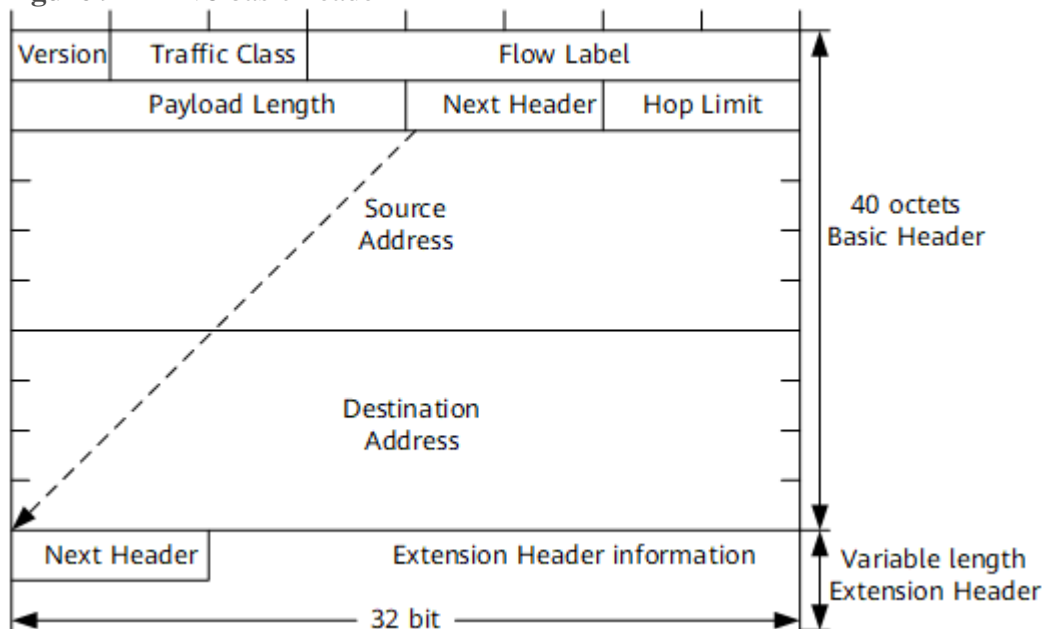 Version
Traffic Class
Flow Label
Payload Length
Next Header
Hop Limit
Source
Address
40 octets
Basic Header
Destination
Address
Next Header
Extension Header information
Variable length
Extension Header
32 bit